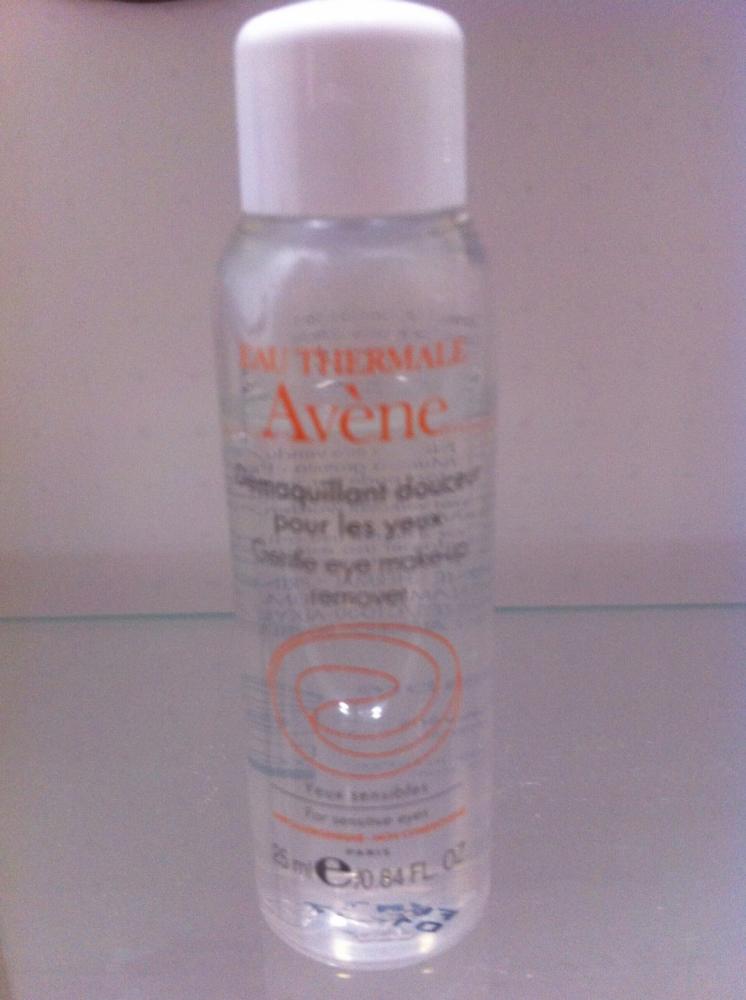 EAU THERMALE
Avène
Démaquillant douceur
pour les yeux
Gentle eye make-up
remover
Yeux sensibles
For sensitive eyes
PARIS
25 ml e/0.84 FL. OZ